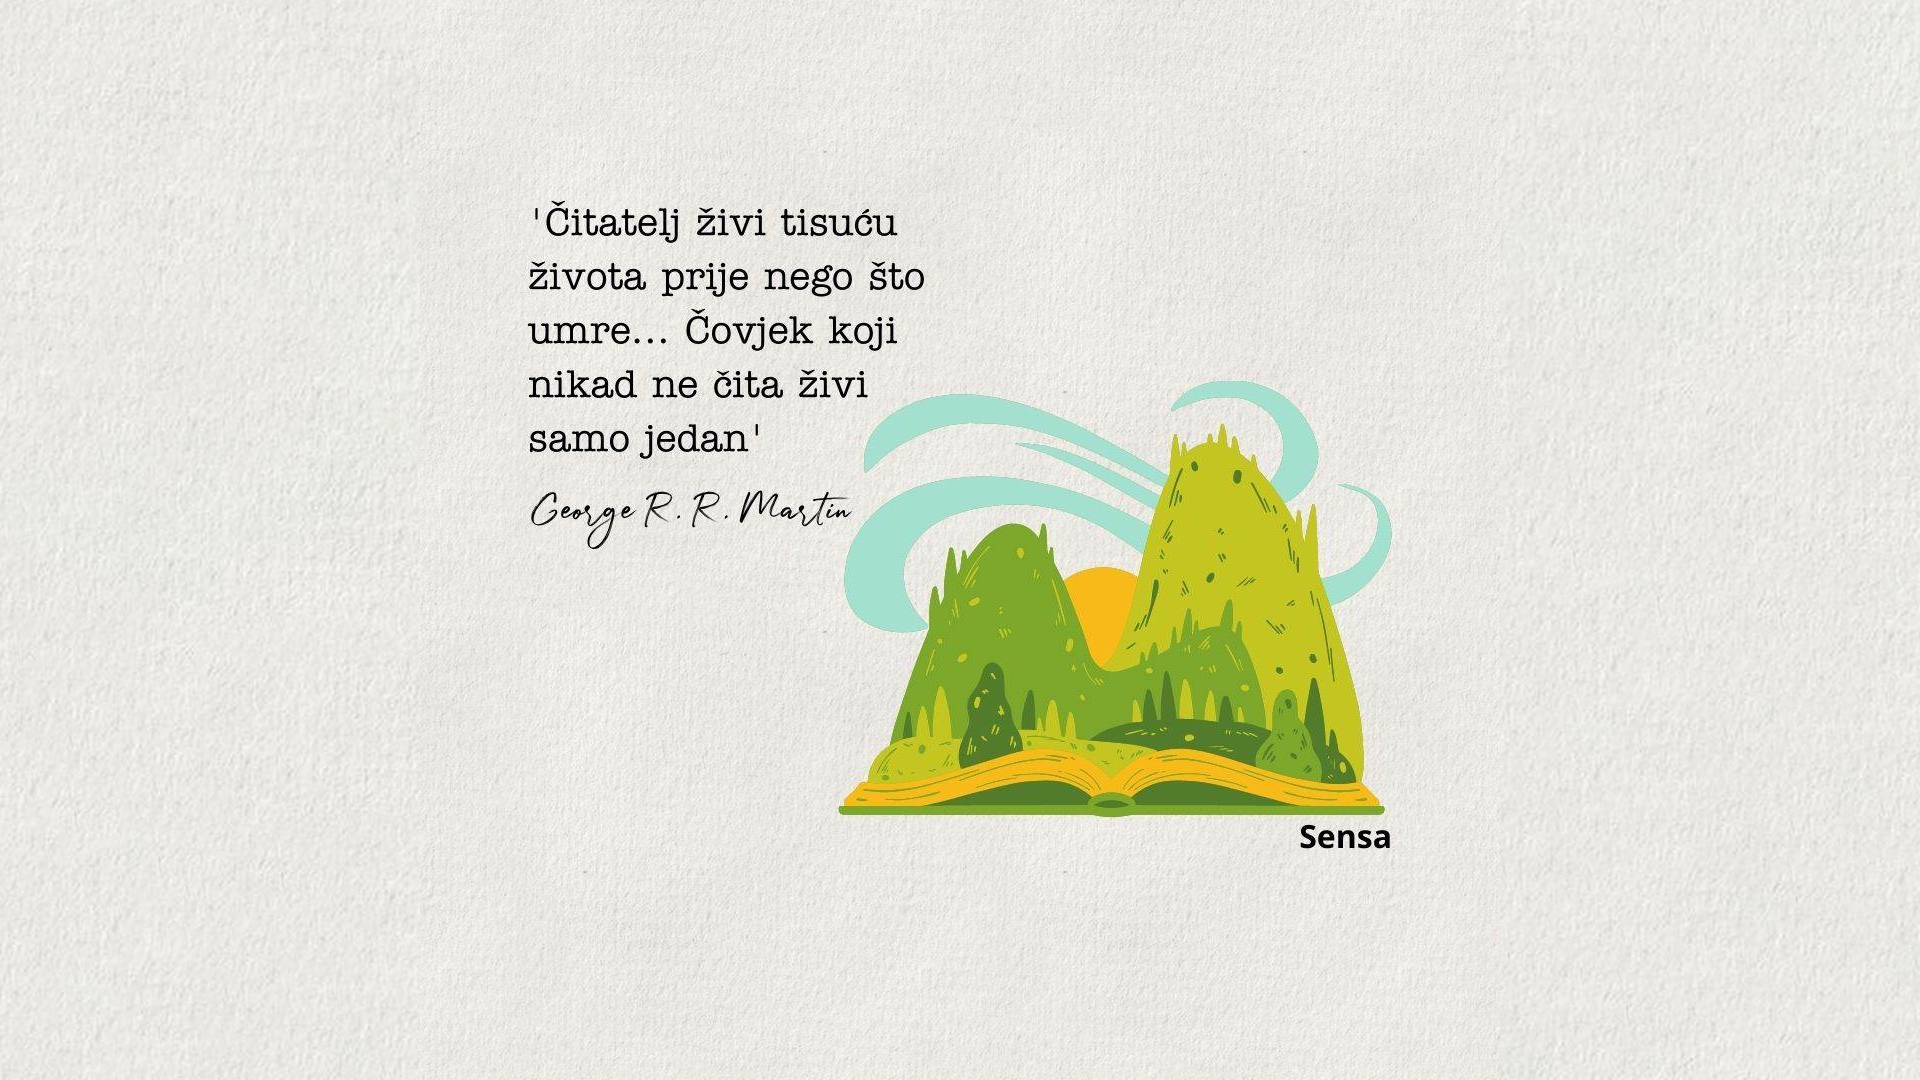 'Čitatelj živi tisuću
života prije nego što
umre... Čovjek koji
nikad ne čita živi
samo jedan'
George R. R. Martin
Sensa